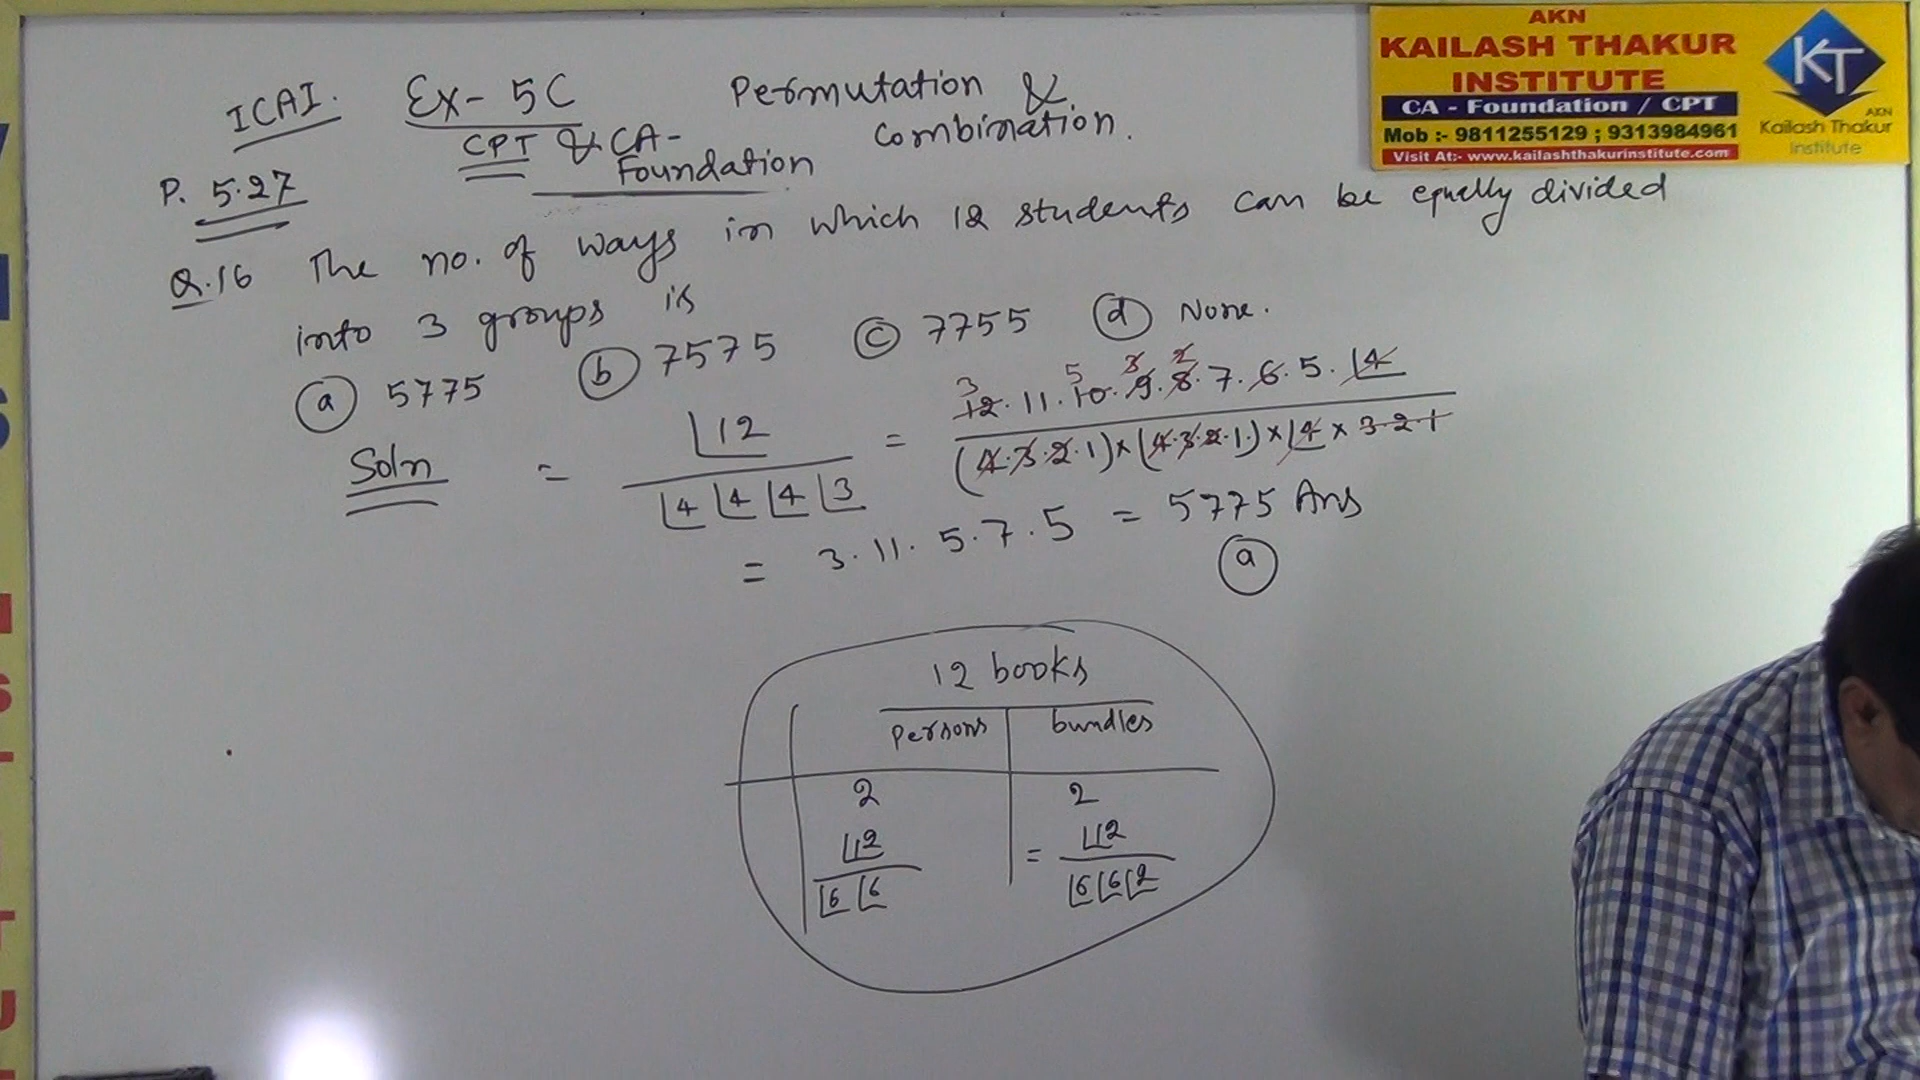 AKN
KAILASH THAKUR
INSTITUTE
CA - Foundation / CPT
Mob :- 9811255129 ; 9313984961
Visit At:- www.kailashthakurinstitute.com
KT
AKN
Kailash Thakur
Institute
ICAI. Ex- 5C Permutation &
CPT & CA- Combination.
Foundation
P. 5.27
Q.16 The no. of ways in which 12 students can be equally divided
into 3 groups is
(a) 5775 (b) 7575 (c) 7755 (d) None.
Soln = ⌊12 / ⌊4 ⌊4 ⌊4 ⌊3 = 12.11.10.9.8.7.6.5.⌊4 / (4.3.2.1)×(4.3.2.1.)×⌊4 × 3.2.1
3 5 3 2
= 3.11.5.7.5 = 5775 Ans
(a)
12 books
Persons bundles
2 2
⌊12 / ⌊6 ⌊6 = ⌊12 / ⌊6 ⌊6 ⌊2